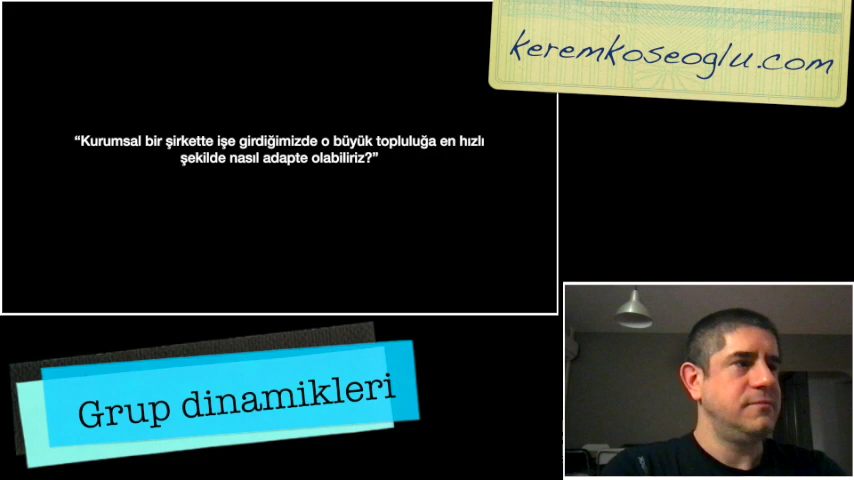 keremkoseoglu.com
“Kurumsal bir şirkette işe girdiğimizde o büyük topluluğa en hızlı
şekilde nasıl adapte olabiliriz?”
Grup dinamikleri